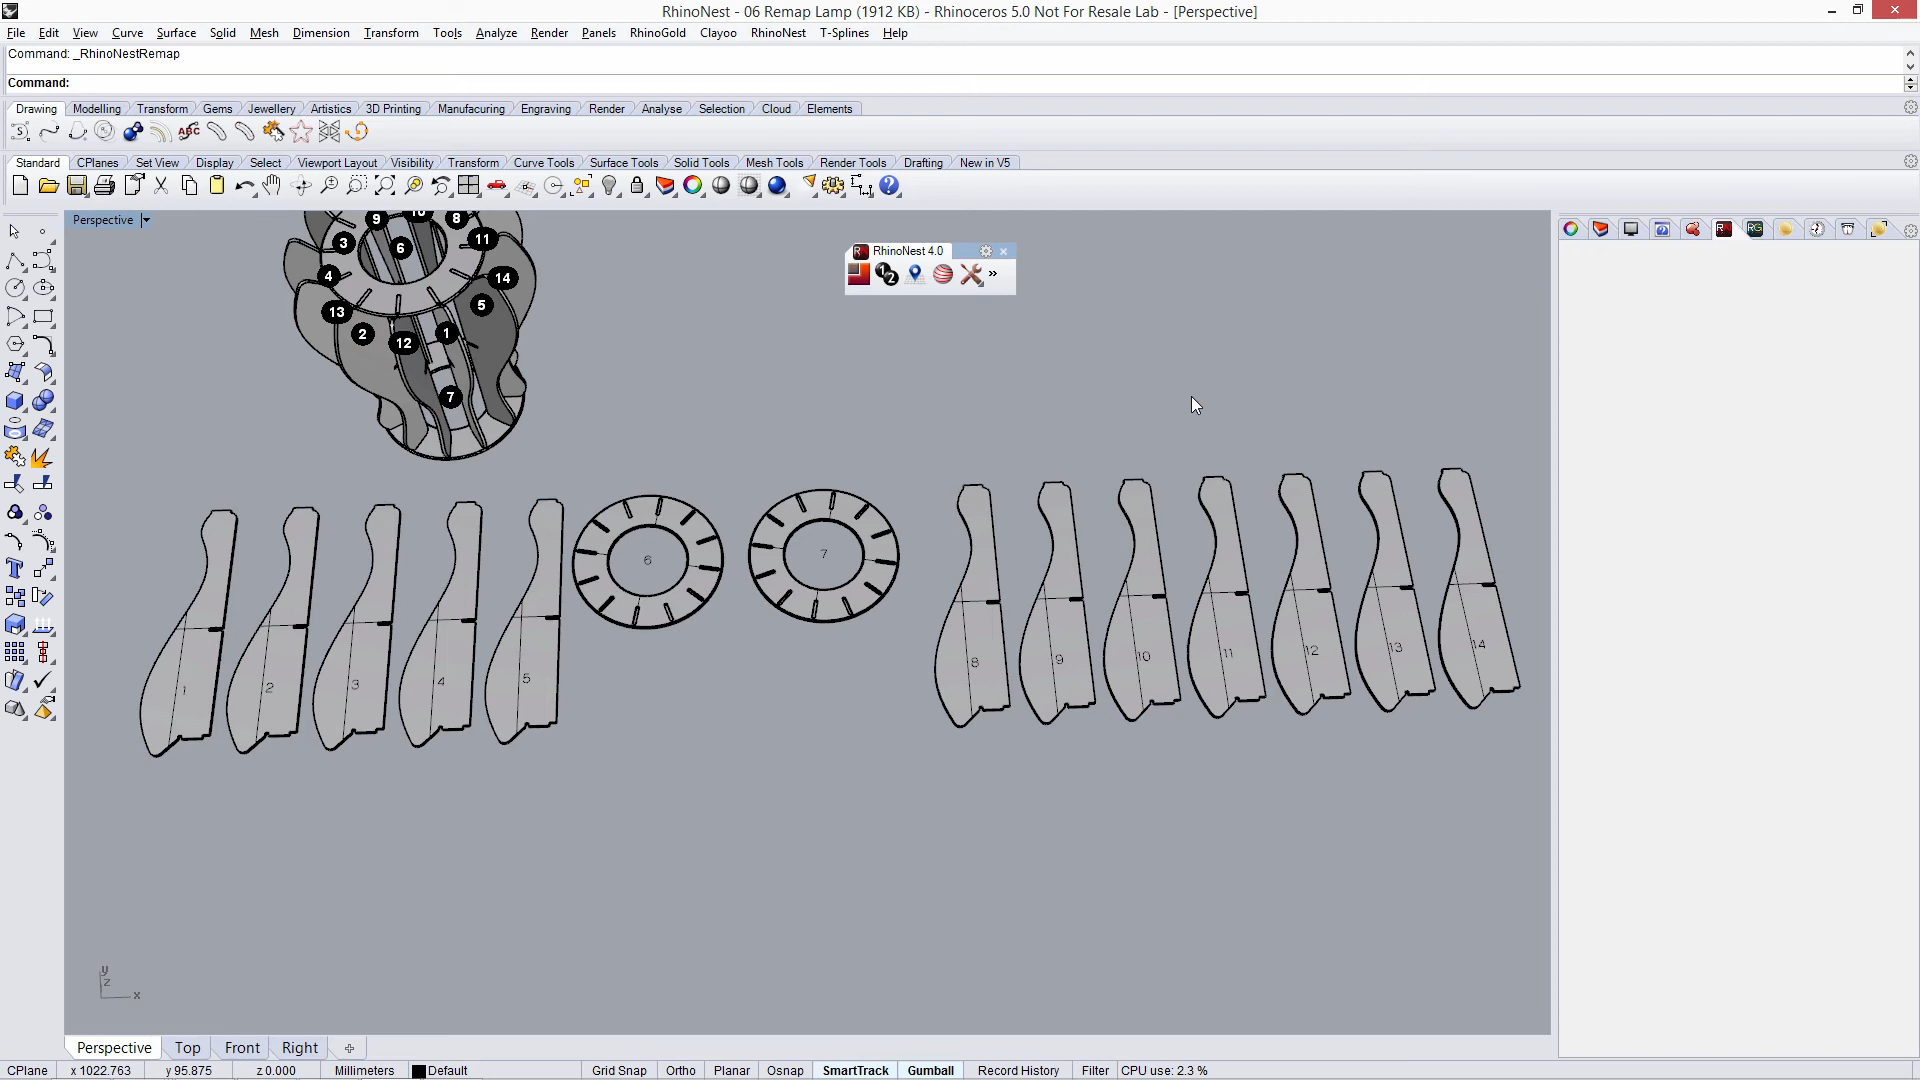 RhinoNest - 06 Remap Lamp (1912 KB) - Rhinoceros 5.0 Not For Resale Lab - [Perspective]
File Edit View Curve Surface Solid Mesh Dimension Transform Tools Analyze Render Panels RhinoGold Clayoo RhinoNest T-Splines Help
Command: _RhinoNestRemap
Command:
Drawing Modelling Transform Gems Jewellery Artistics 3D Printing Manufacuring Engraving Render Analyse Selection Cloud Elements
ABC
Standard CPlanes Set View Display Select Viewport Layout Visibility Transform Curve Tools Surface Tools Solid Tools Mesh Tools Render Tools Drafting New in V5
Perspective
RhinoNest 4.0
9 10 8
3 6 11
4 14
13 5
2 12 1
7
6 7
1 2 3 4 5
8 9 10 11 12 13 14
y
z
x
Perspective Top Front Right
CPlane x 1022.763 y 95.875 z 0.000 Millimeters Default Grid Snap Ortho Planar Osnap SmartTrack Gumball Record History Filter CPU use: 2.3 %